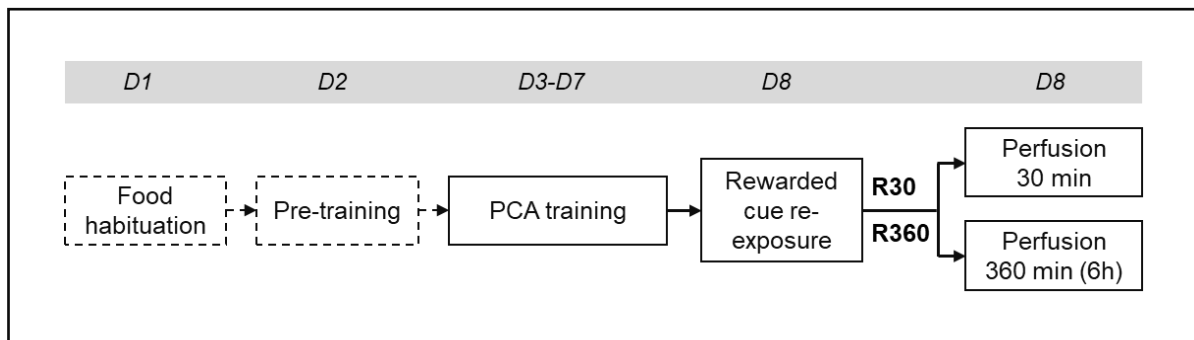 D1
D2
D3-D7
D8
D8
Food
habituation
Pre-training
PCA training
Rewarded
cue re-
exposure
R30
R360
Perfusion
30 min
Perfusion
360 min (6h)